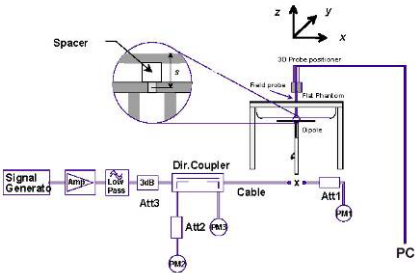 z
y
x
Spacer
s
3D Probe positioner
Field probe
Flat Phantom
Dipole
Signal
Generato
Amp
Low
Pass
3dB
Att3
Dir.Coupler
Cable
x
Att1
PM1
Att2
PM3
PM2
PC